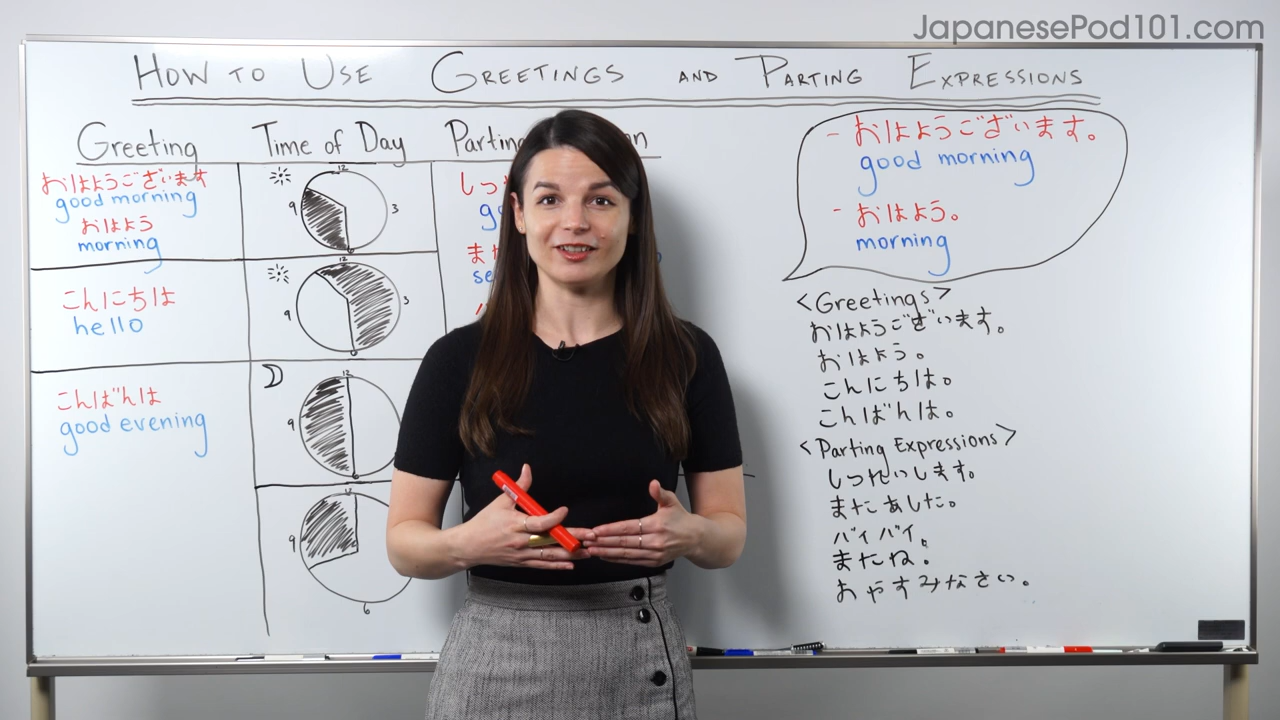 JapanesePod101.com
HOW TO USE GREETINGS AND PARTING EXPRESSIONS
Greeting
Time of Day
おはようございます
good morning
おはよう
morning
12
9
3
6
こんにちは
hello
12
9
3
6
こんばんは
good evening
12
9
6
12
9
6
- おはようございます。
good morning
- おはよう。
morning
<Greetings>
おはようございます。
おはよう。
こんにちは。
こんばんは。
<Parting Expressions>
しつれいします。
またあした。
バイバイ。
またね。
おやすみなさい。